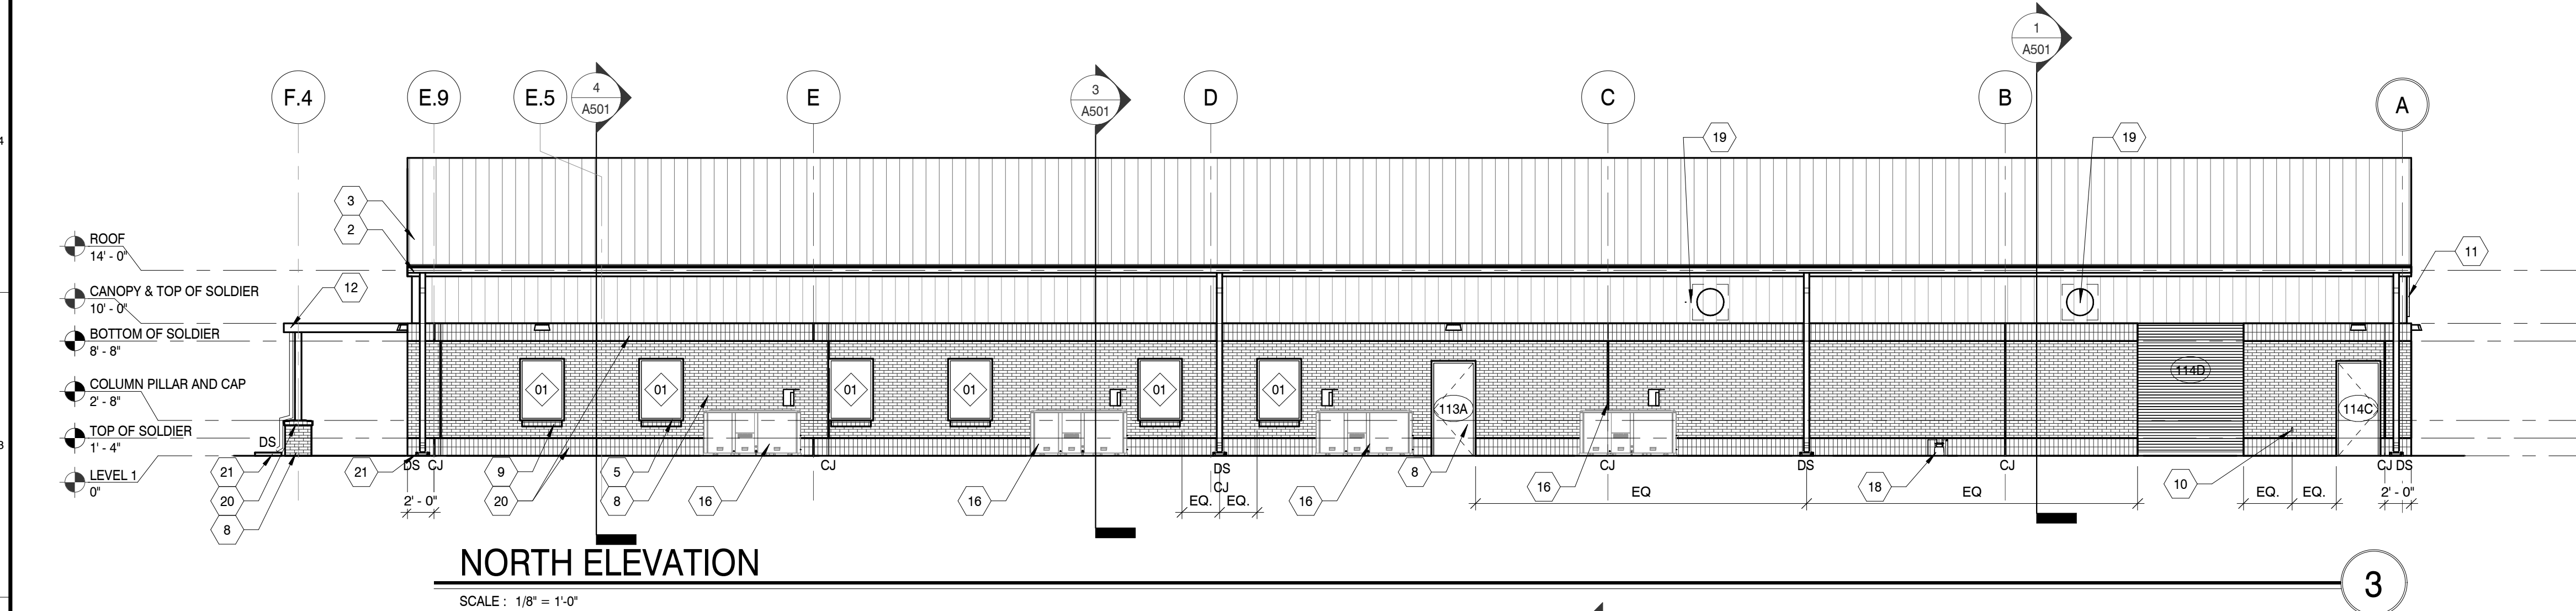 1
A501
F.4
E.9
E.5
4
A501
E
3
A501
D
C
B
A
19
19
3
2
ROOF
14' - 0"
11
CANOPY & TOP OF SOLDIER
10' - 0"
12
BOTTOM OF SOLDIER
8' - 8"
COLUMN PILLAR AND CAP
2' - 8"
01
01
01
01
01
01
114D
113A
114C
TOP OF SOLDIER
1' - 4"
DS
LEVEL 1
0"
21
20
8
21
DS
CJ
2' - 0"
9
20
5
8
16
CJ
16
DS
CJ
EQ.
EQ.
16
8
16
CJ
EQ
DS
18
EQ
CJ
10
EQ.
EQ.
CJ
DS
2' - 0"
NORTH ELEVATION
3
SCALE : 1/8" = 1'-0"
4
3